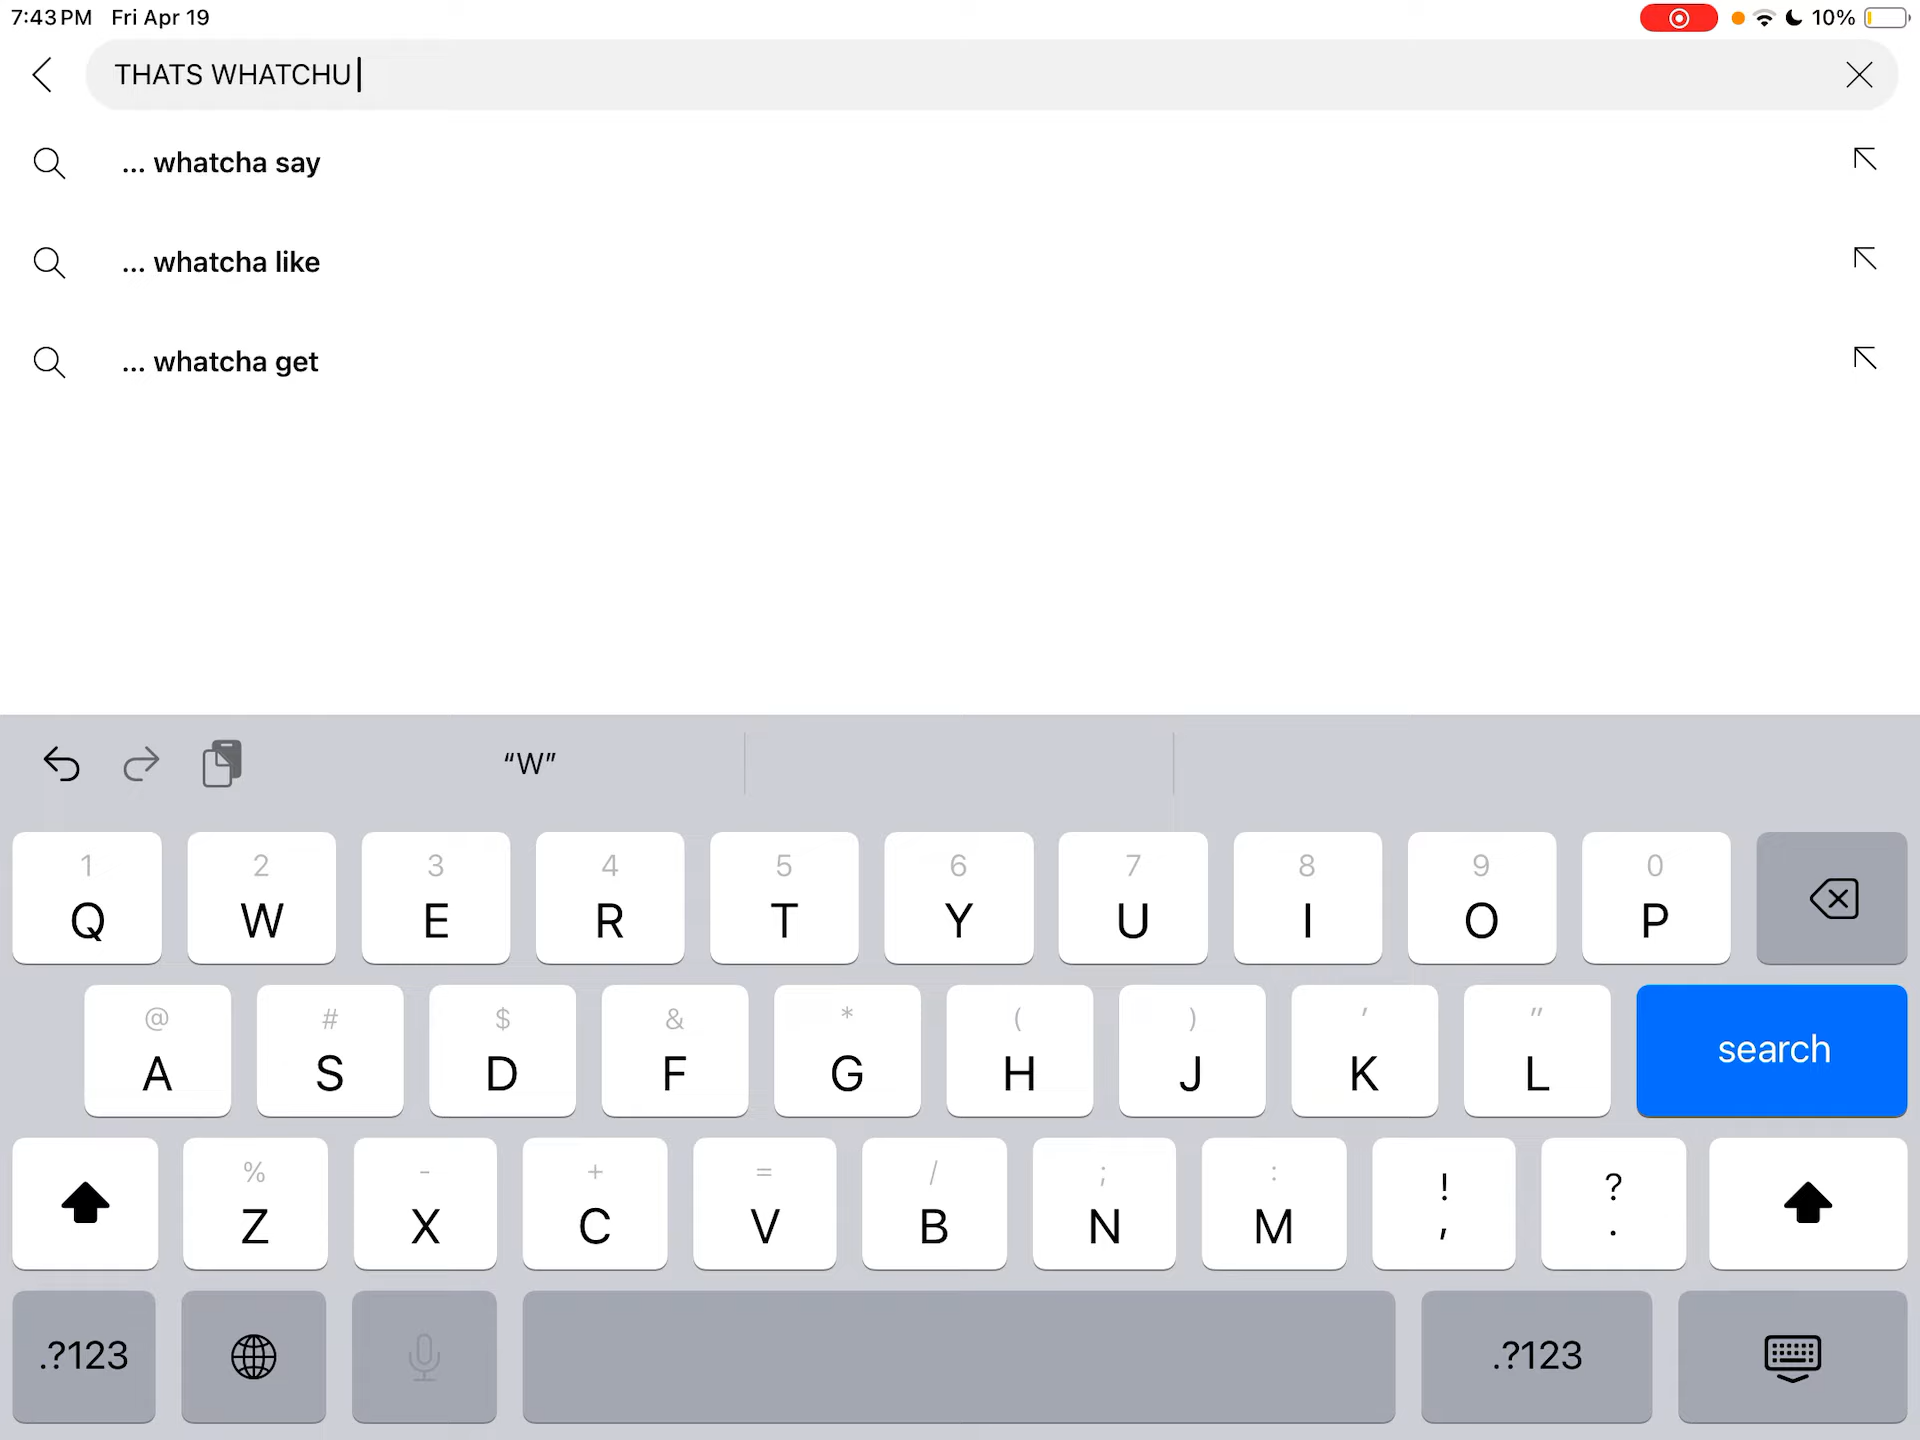 7:43 PM Fri Apr 19 10%
THATS WHATCHU
... whatcha say
... whatcha like
... whatcha get
“W”
1 2 3 4 5 6 7 8 9 0
Q W E R T Y U I O P
@ # $ & * ( ) ' "
A S D F G H J K L search
% - + = / ; : ! ?
Z X C V B N M , .
.?123 .?123